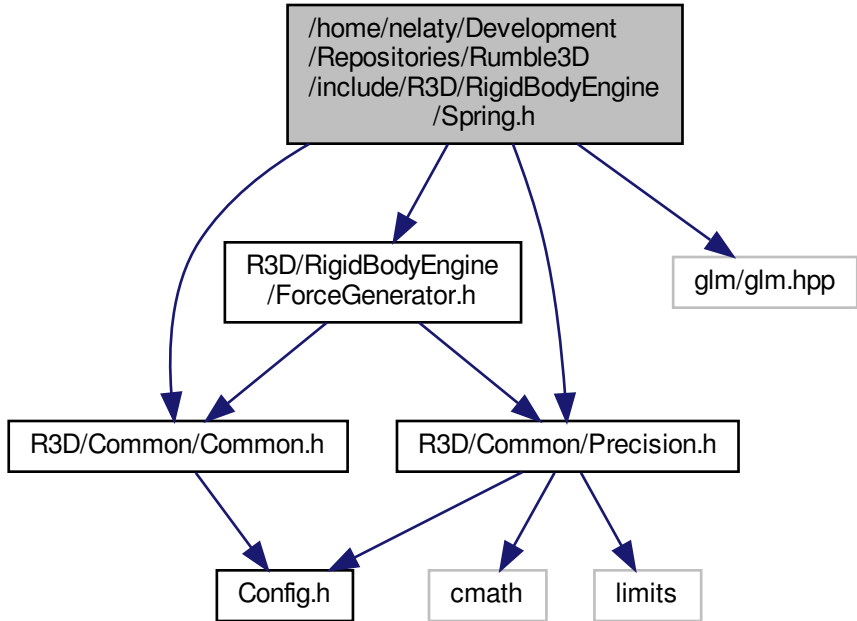 /home/nelaty/Development
/Repositories/Rumble3D
/include/R3D/RigidBodyEngine
/Spring.h
R3D/RigidBodyEngine
/ForceGenerator.h
glm/glm.hpp
R3D/Common/Common.h
R3D/Common/Precision.h
Config.h
cmath
limits